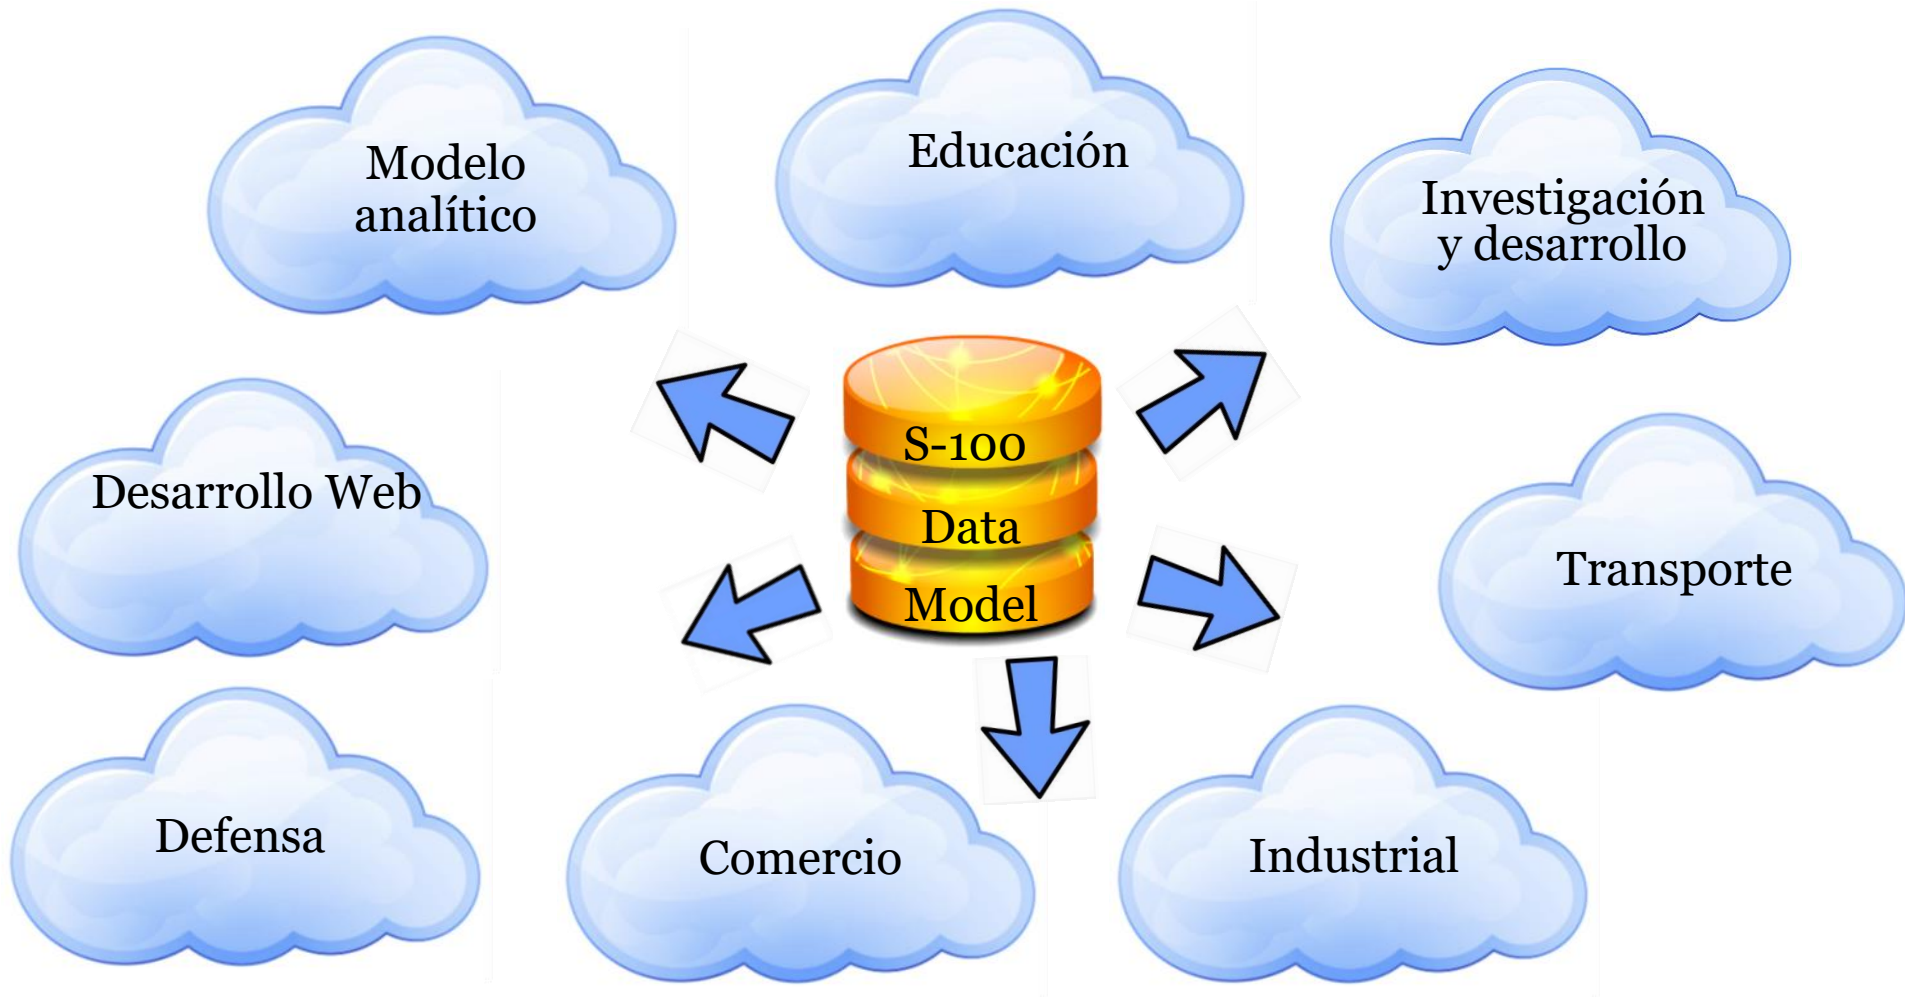 Modelo
analítico
Educación
Investigación
y desarrollo
S-100
Data
Model
Desarrollo Web
Transporte
Defensa
Comercio
Industrial